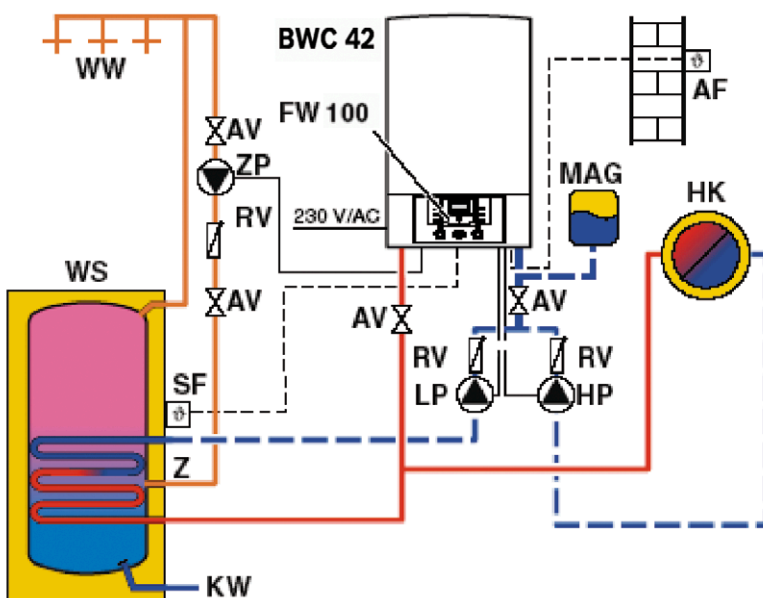 BWC 42
WW
AF
FW 100
AV
ZP
MAG
HK
RV
230 V/AC
WS
AV
AV
AV
RV
RV
SF
LP
HP
Z
KW